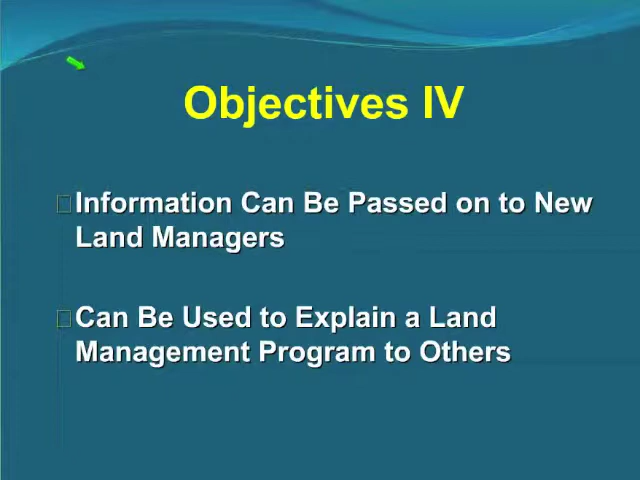 Objectives IV
Information Can Be Passed on to New
Land Managers
Can Be Used to Explain a Land
Management Program to Others